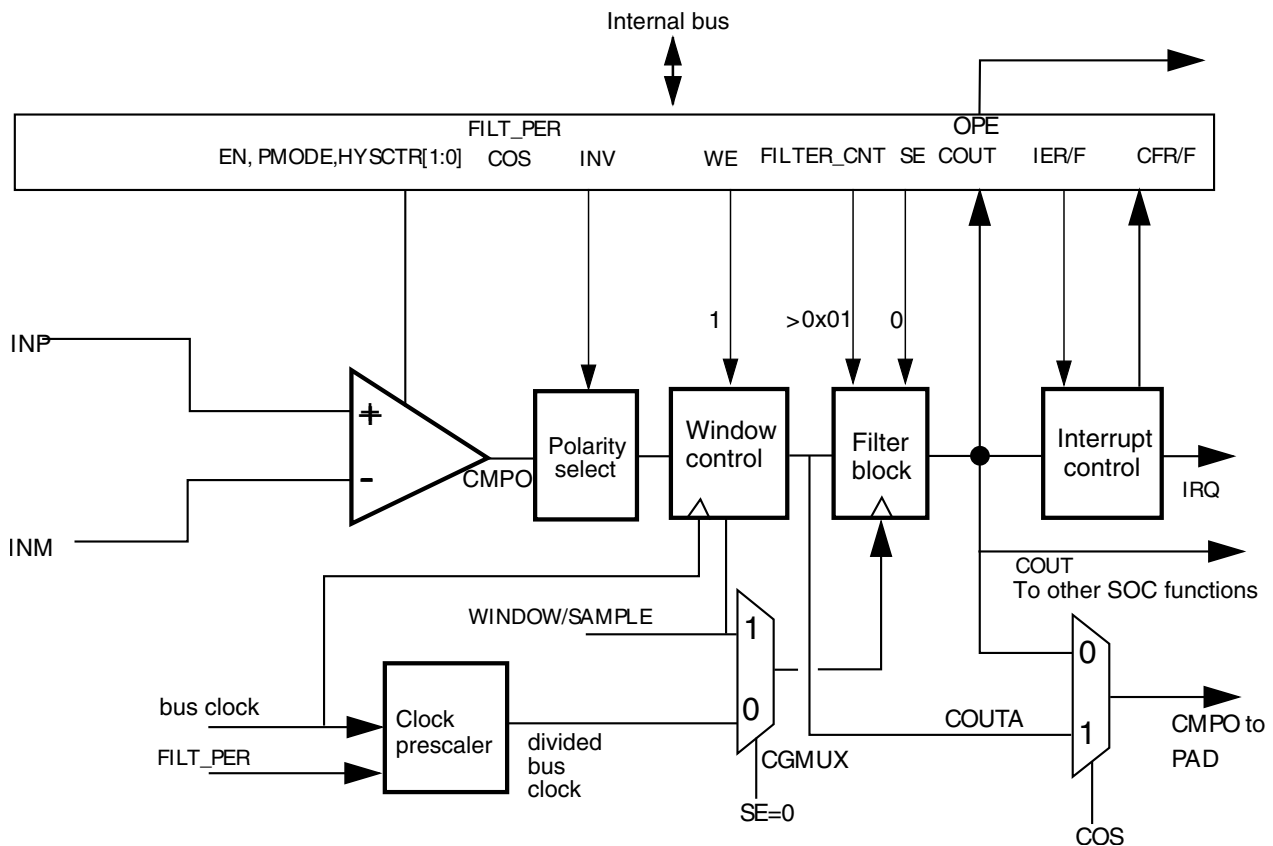 Internal bus
FILT_PER
OPE
EN, PMODE,HYSCTR[1:0]
COS
INV
WE
FILTER_CNT
SE
COUT
IER/F
CFR/F
1
>0x01
0
INP
+
-
INM
CMPO
Polarity
select
Window
control
Filter
block
Interrupt
control
IRQ
COUT
To other SOC functions
WINDOW/SAMPLE
1
0
CGMUX
SE=0
bus clock
FILT_PER
Clock
prescaler
divided
bus
clock
COUTA
0
1
CMPO to
PAD
COS